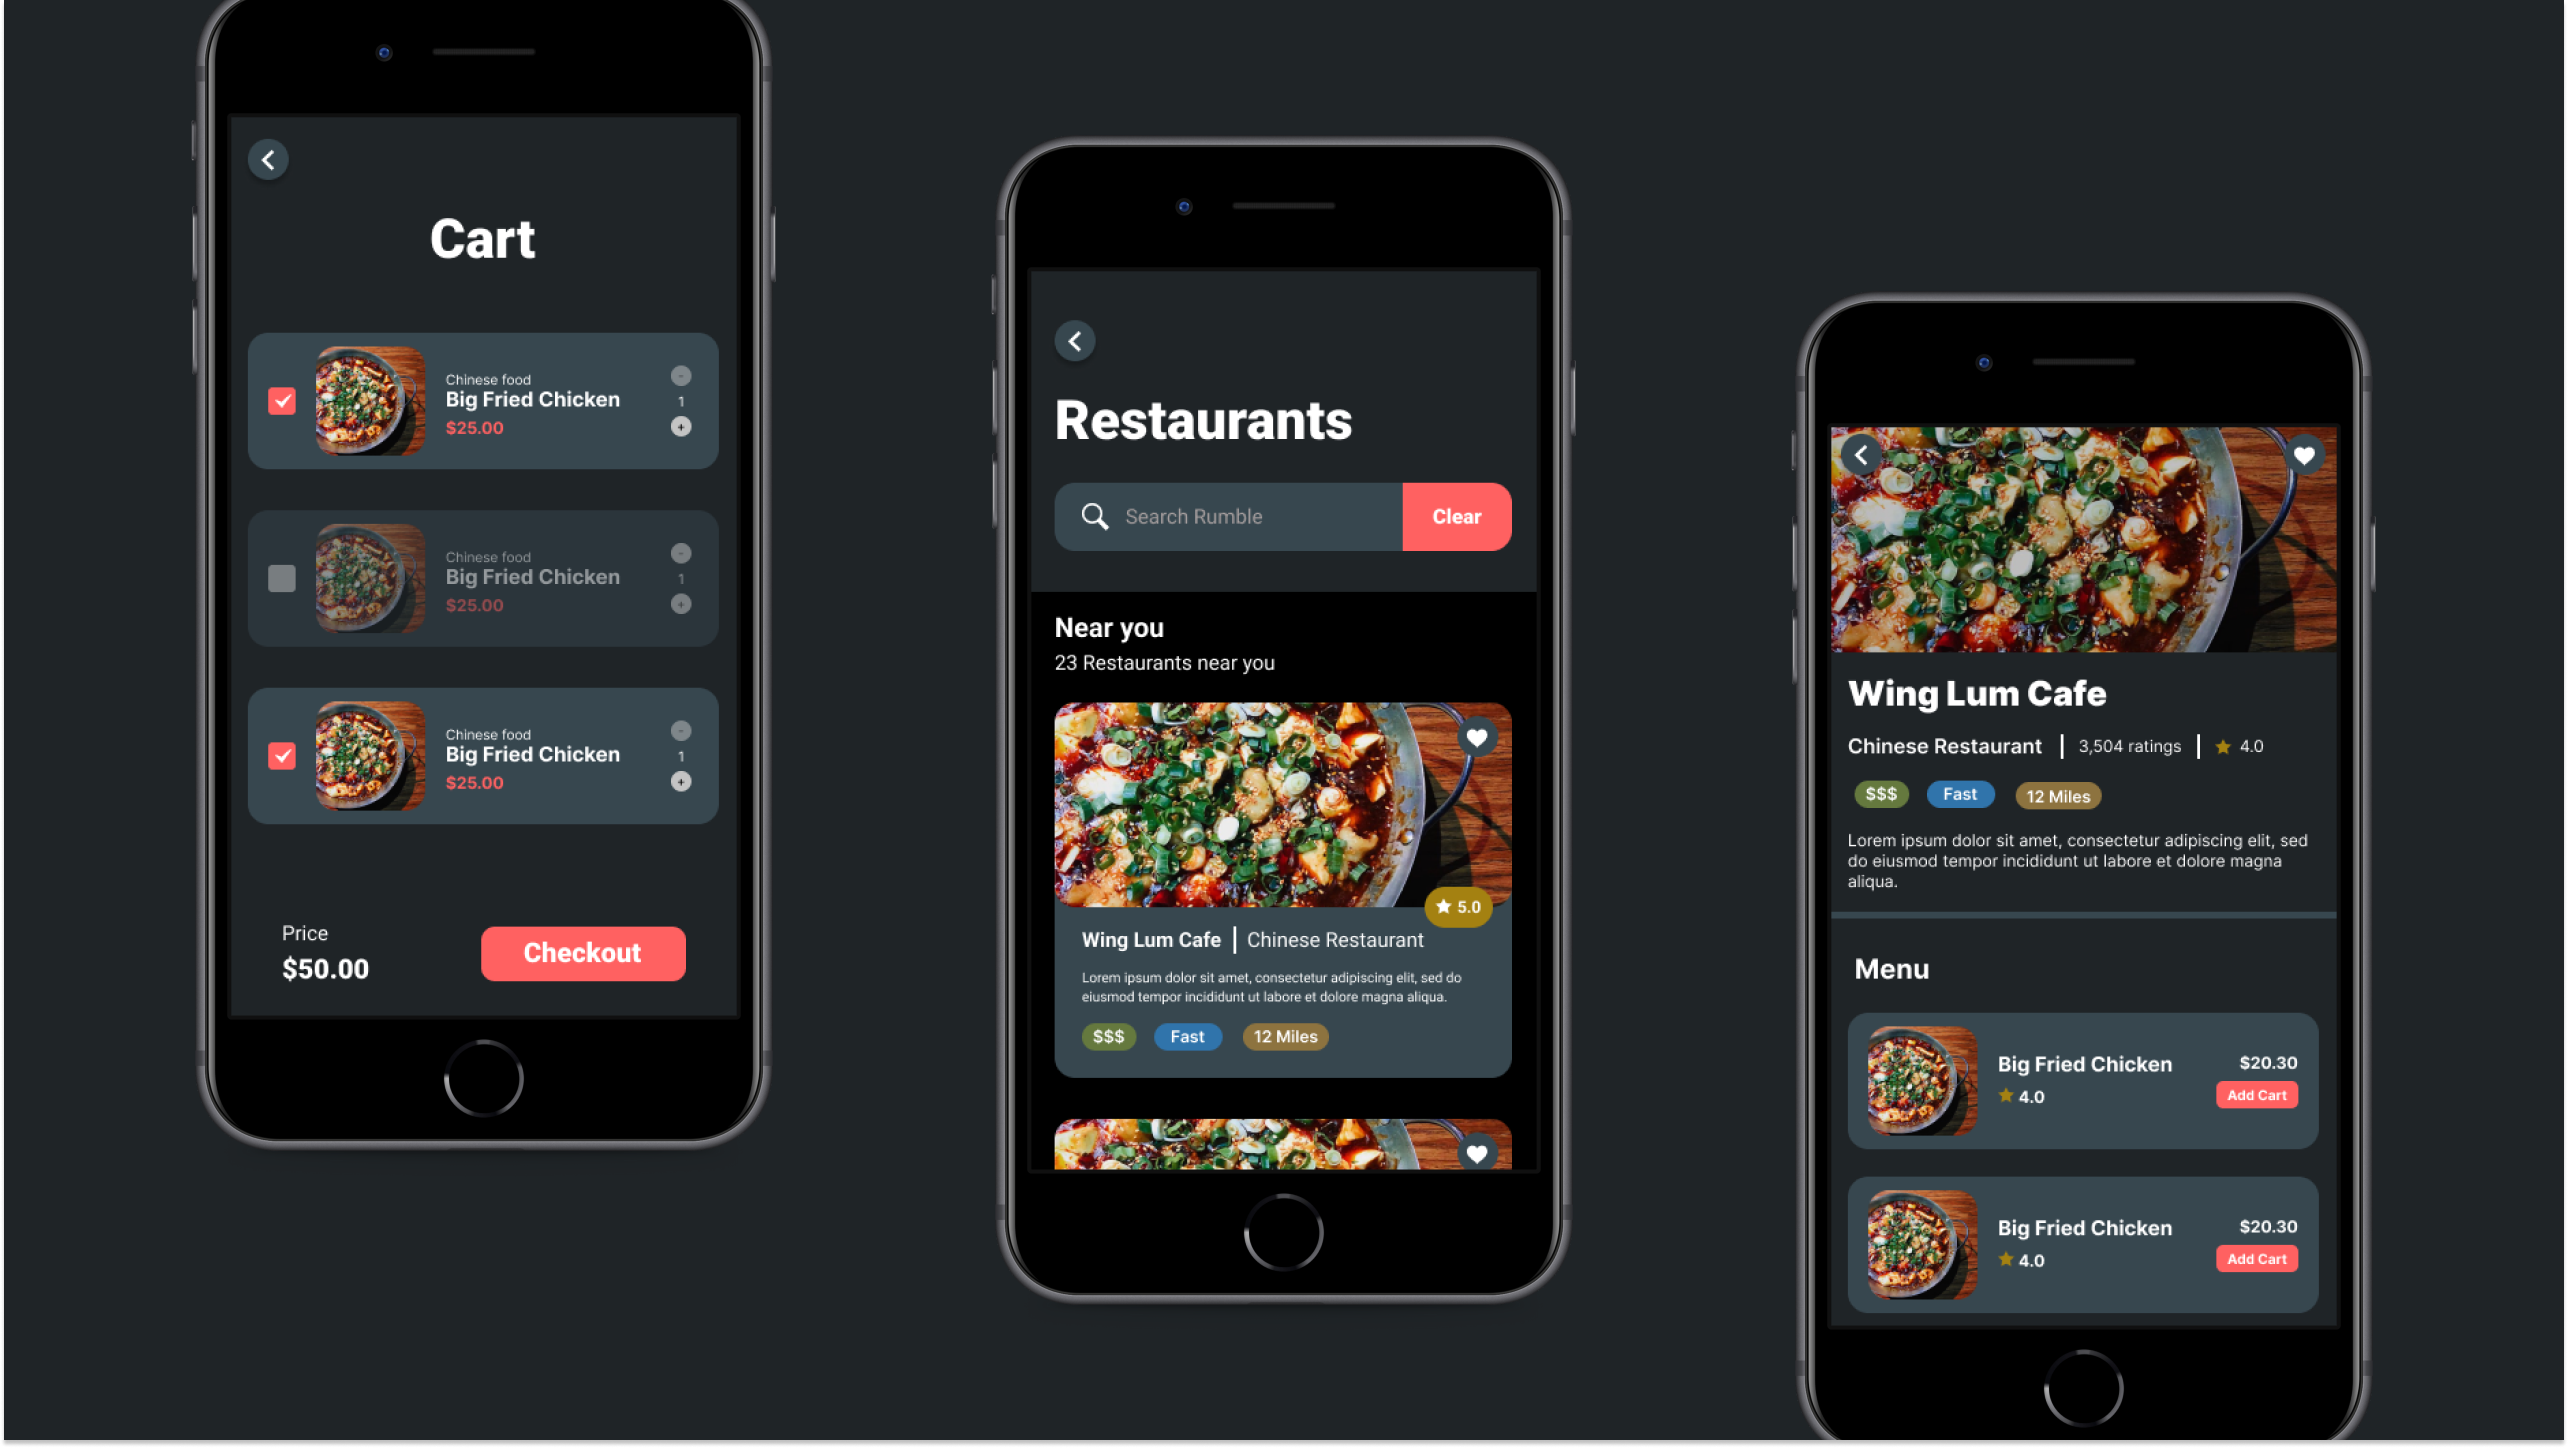 Cart
Chinese food
Big Fried Chicken
$25.00
-
1
+
Chinese food
Big Fried Chicken
$25.00
-
1
+
Chinese food
Big Fried Chicken
$25.00
-
1
+
Price
$50.00
Checkout
Restaurants
Search Rumble
Clear
Near you
23 Restaurants near you
5.0
Wing Lum Cafe | Chinese Restaurant
Lorem ipsum dolor sit amet, consectetur adipiscing elit, sed do
eiusmod tempor incididunt ut labore et dolore magna aliqua.
$$$ Fast 12 Miles
Wing Lum Cafe
Chinese Restaurant | 3,504 ratings | 4.0
$$$ Fast 12 Miles
Lorem ipsum dolor sit amet, consectetur adipiscing elit, sed
do eiusmod tempor incididunt ut labore et dolore magna
aliqua.
Menu
Big Fried Chicken $20.30
4.0 Add Cart
Big Fried Chicken $20.30
4.0 Add Cart